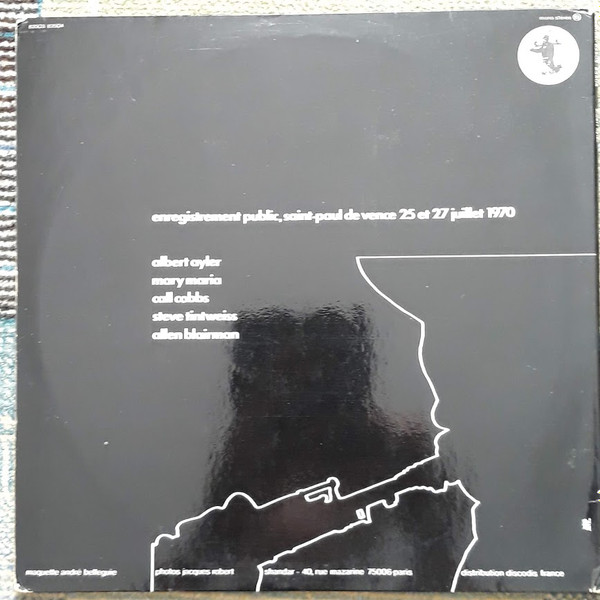 enregistrement public, saint-paul de vence 25 et 27 juillet 1970
albert ayler
mary maria
call cobbs
steve tintweiss
allen blairman
maquette andré belleguie
photos jacques robert
shandar - 40, rue mazarine 75006 paris
distribution discodis france